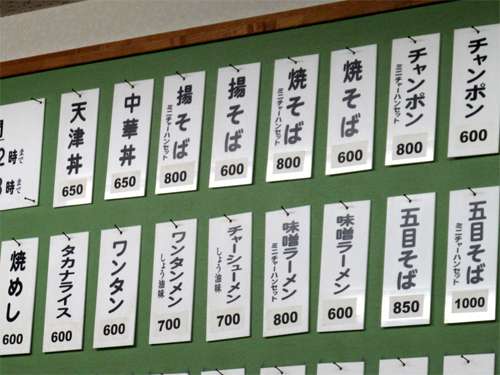 チャンポン
600
チャンポン
ミニチャーハンセット
800
焼そば
600
焼そば
ミニチャーハンセット
800
揚そば
600
揚そば
ミニチャーハンセット
800
中華丼
650
天津丼
650
2時まで
時まで
五目そば
ミニチャーハンセット
1000
五目そば
850
味噌ラーメン
600
味噌ラーメン
ミニチャーハンセット
800
チャーシューメン
しょう油味
700
ワンタンメン
しょう油味
700
ワンタン
600
タカナライス
600
焼めし
600